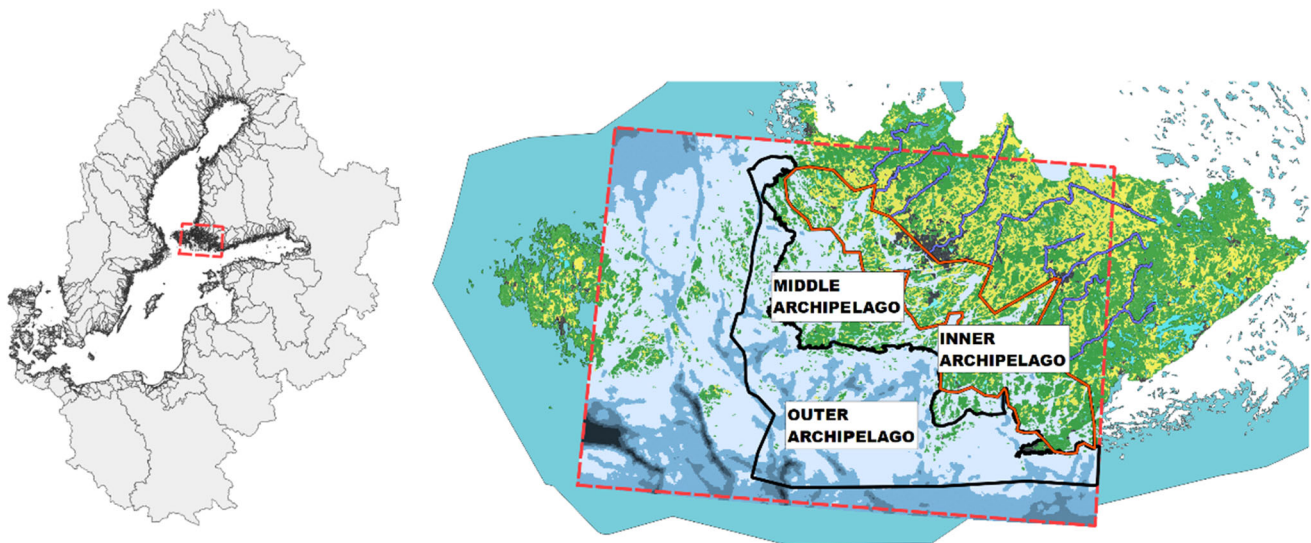 MIDDLE
ARCHIPELAGO
INNER
ARCHIPELAGO
OUTER
ARCHIPELAGO